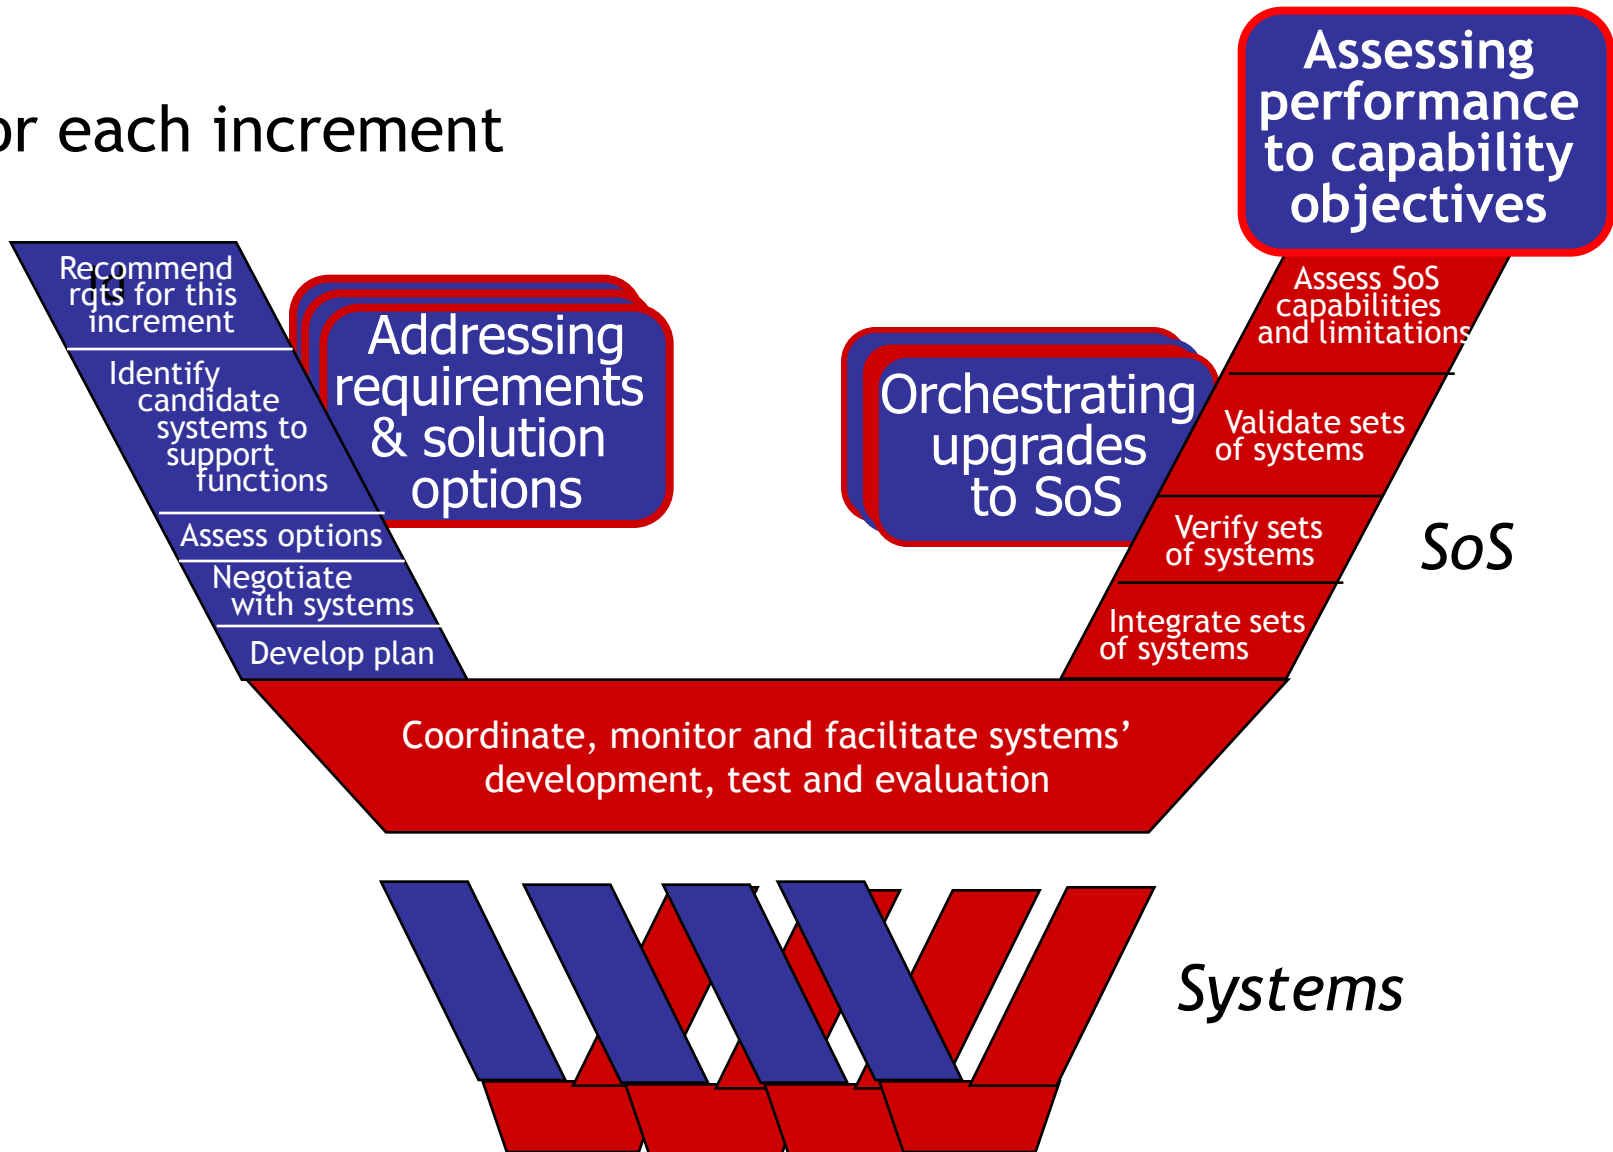 or each increment
Assessing
performance
to capability
objectives
Recommend
rqts for this
increment
Identify
candidate
systems to
support
functions
Assess options
Negotiate
with systems
Develop plan
Addressing
requirements
& solution
options
Orchestrating
upgrades
to SoS
Assess SoS
capabilities
and limitations
Validate sets
of systems
Verify sets
of systems
Integrate sets
of systems
SoS
Coordinate, monitor and facilitate systems’
development, test and evaluation
Systems